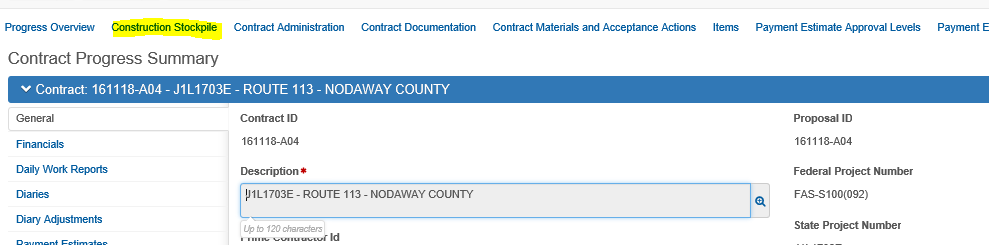 Progress Overview Construction Stockpile Contract Administration Contract Documentation Contract Materials and Acceptance Actions Items Payment Estimate Approval Levels Payment E
Contract Progress Summary
Contract: 161118-A04 - J1L1703E - ROUTE 113 - NODAWAY COUNTY
General
Financials
Daily Work Reports
Diaries
Diary Adjustments
Payment Estimates
Contract ID
161118-A04
Description*
J1L1703E - ROUTE 113 - NODAWAY COUNTY
Up to 120 characters
Prime Contractor Id
Proposal ID
161118-A04
Federal Project Number
FAS-S100(092)
State Project Number
J1L1703E